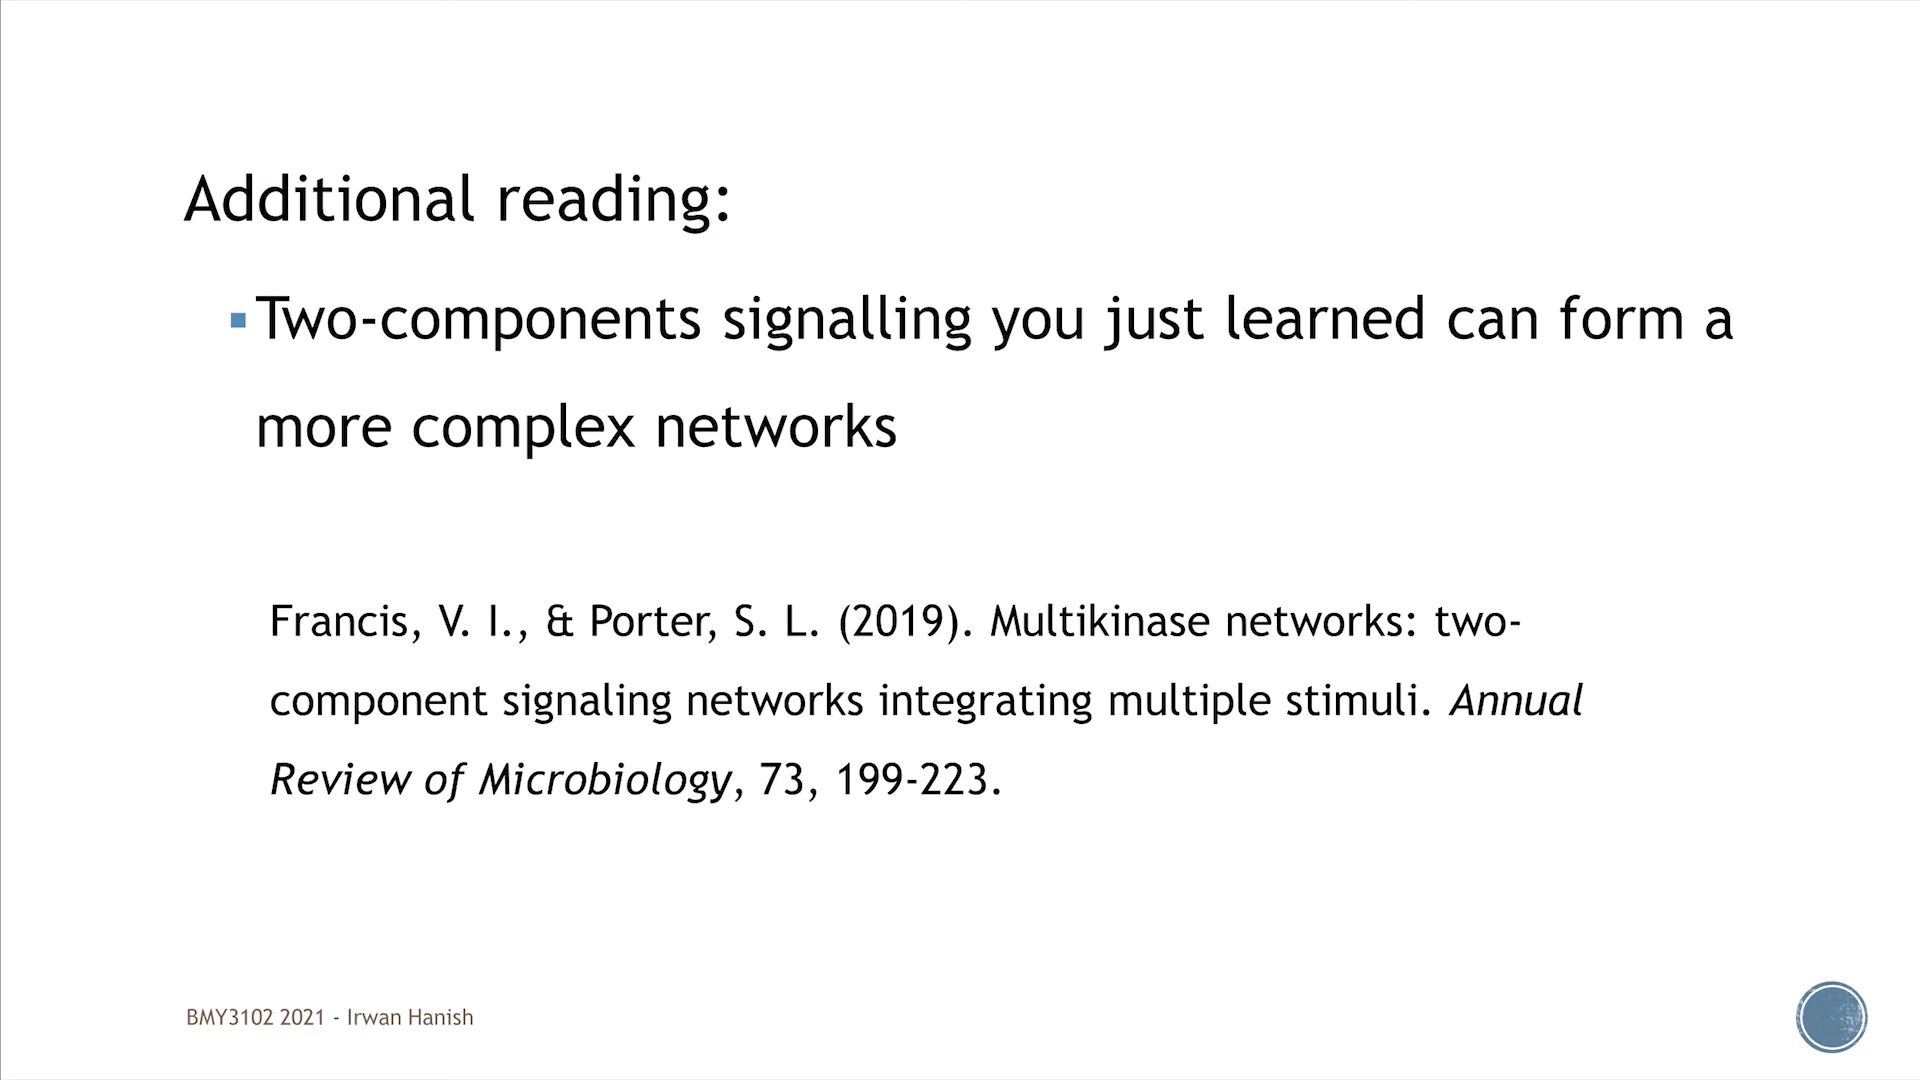 Additional reading:
▪Two-components signalling you just learned can form a
more complex networks
Francis, V. I., & Porter, S. L. (2019). Multikinase networks: two-
component signaling networks integrating multiple stimuli. Annual
Review of Microbiology, 73, 199-223.
BMY3102 2021 - Irwan Hanish